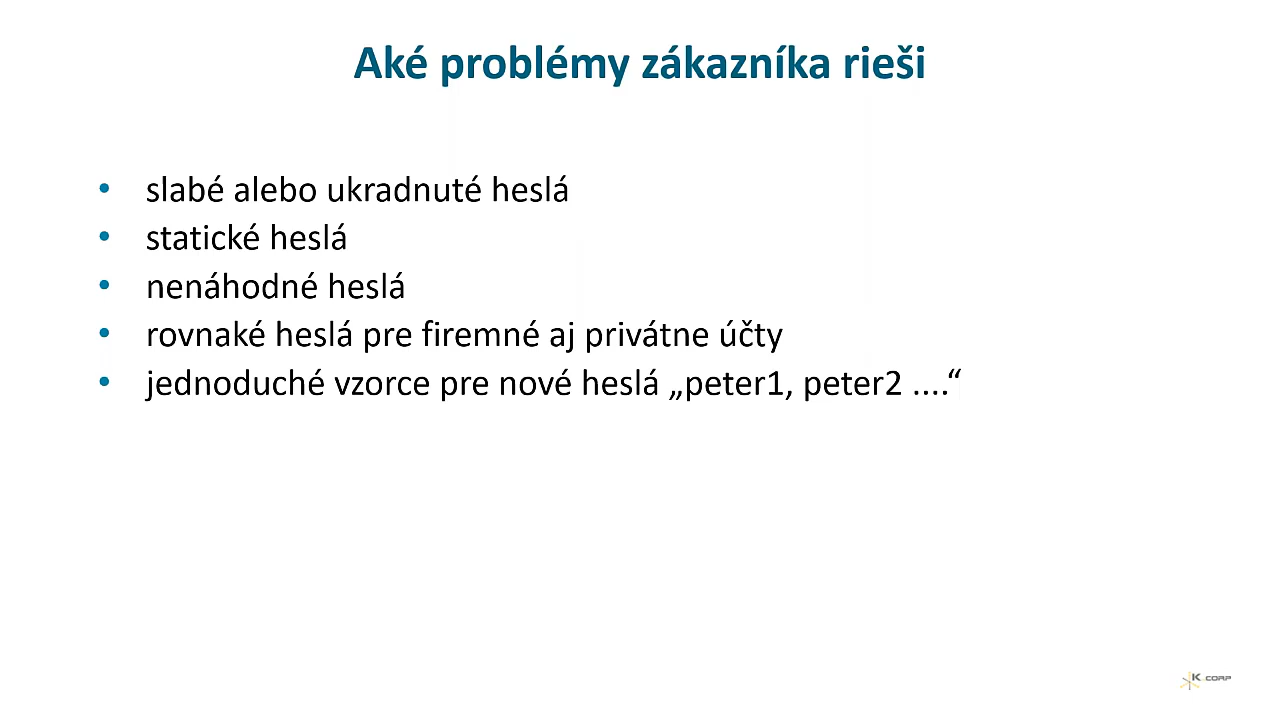 Aké problémy zákazníka rieši
• slabé alebo ukradnuté heslá
• statické heslá
• nenáhodné heslá
• rovnaké heslá pre firemné aj privátne účty
• jednoduché vzorce pre nové heslá „peter1, peter2 ....“
K CORP